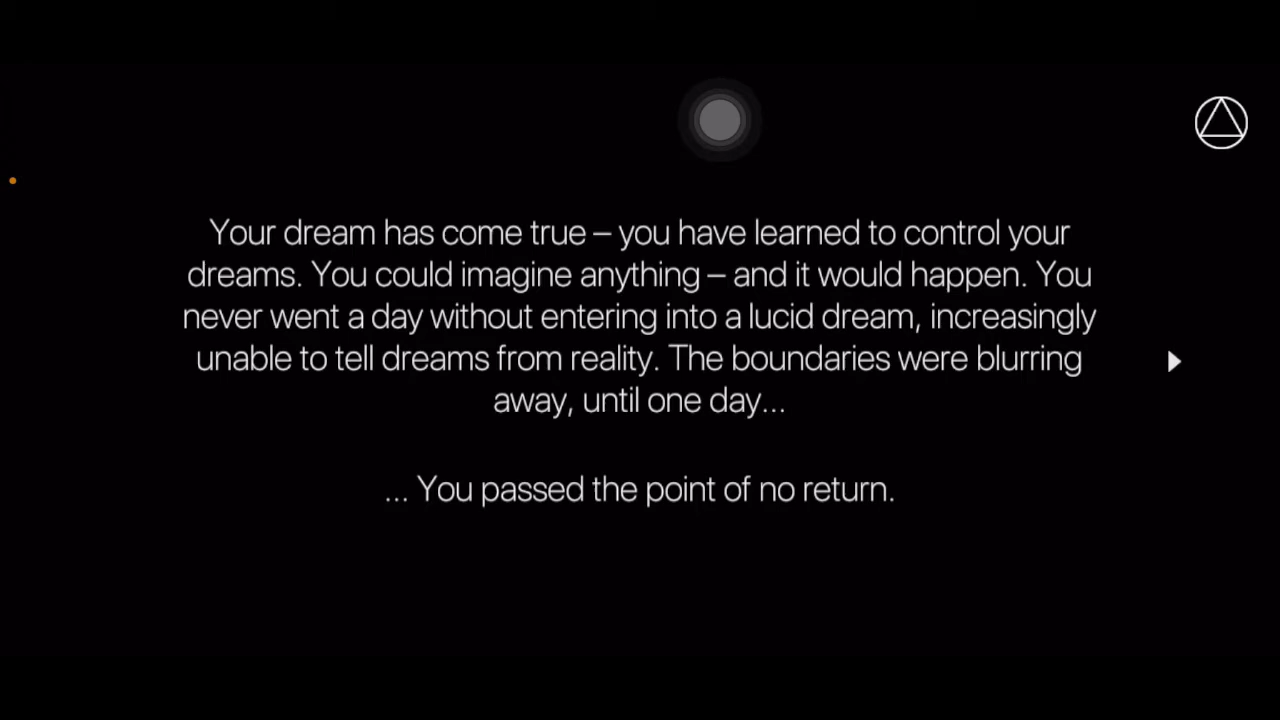 Your dream has come true – you have learned to control your
dreams. You could imagine anything – and it would happen. You
never went a day without entering into a lucid dream, increasingly
unable to tell dreams from reality. The boundaries were blurring
away, until one day...
... You passed the point of no return.